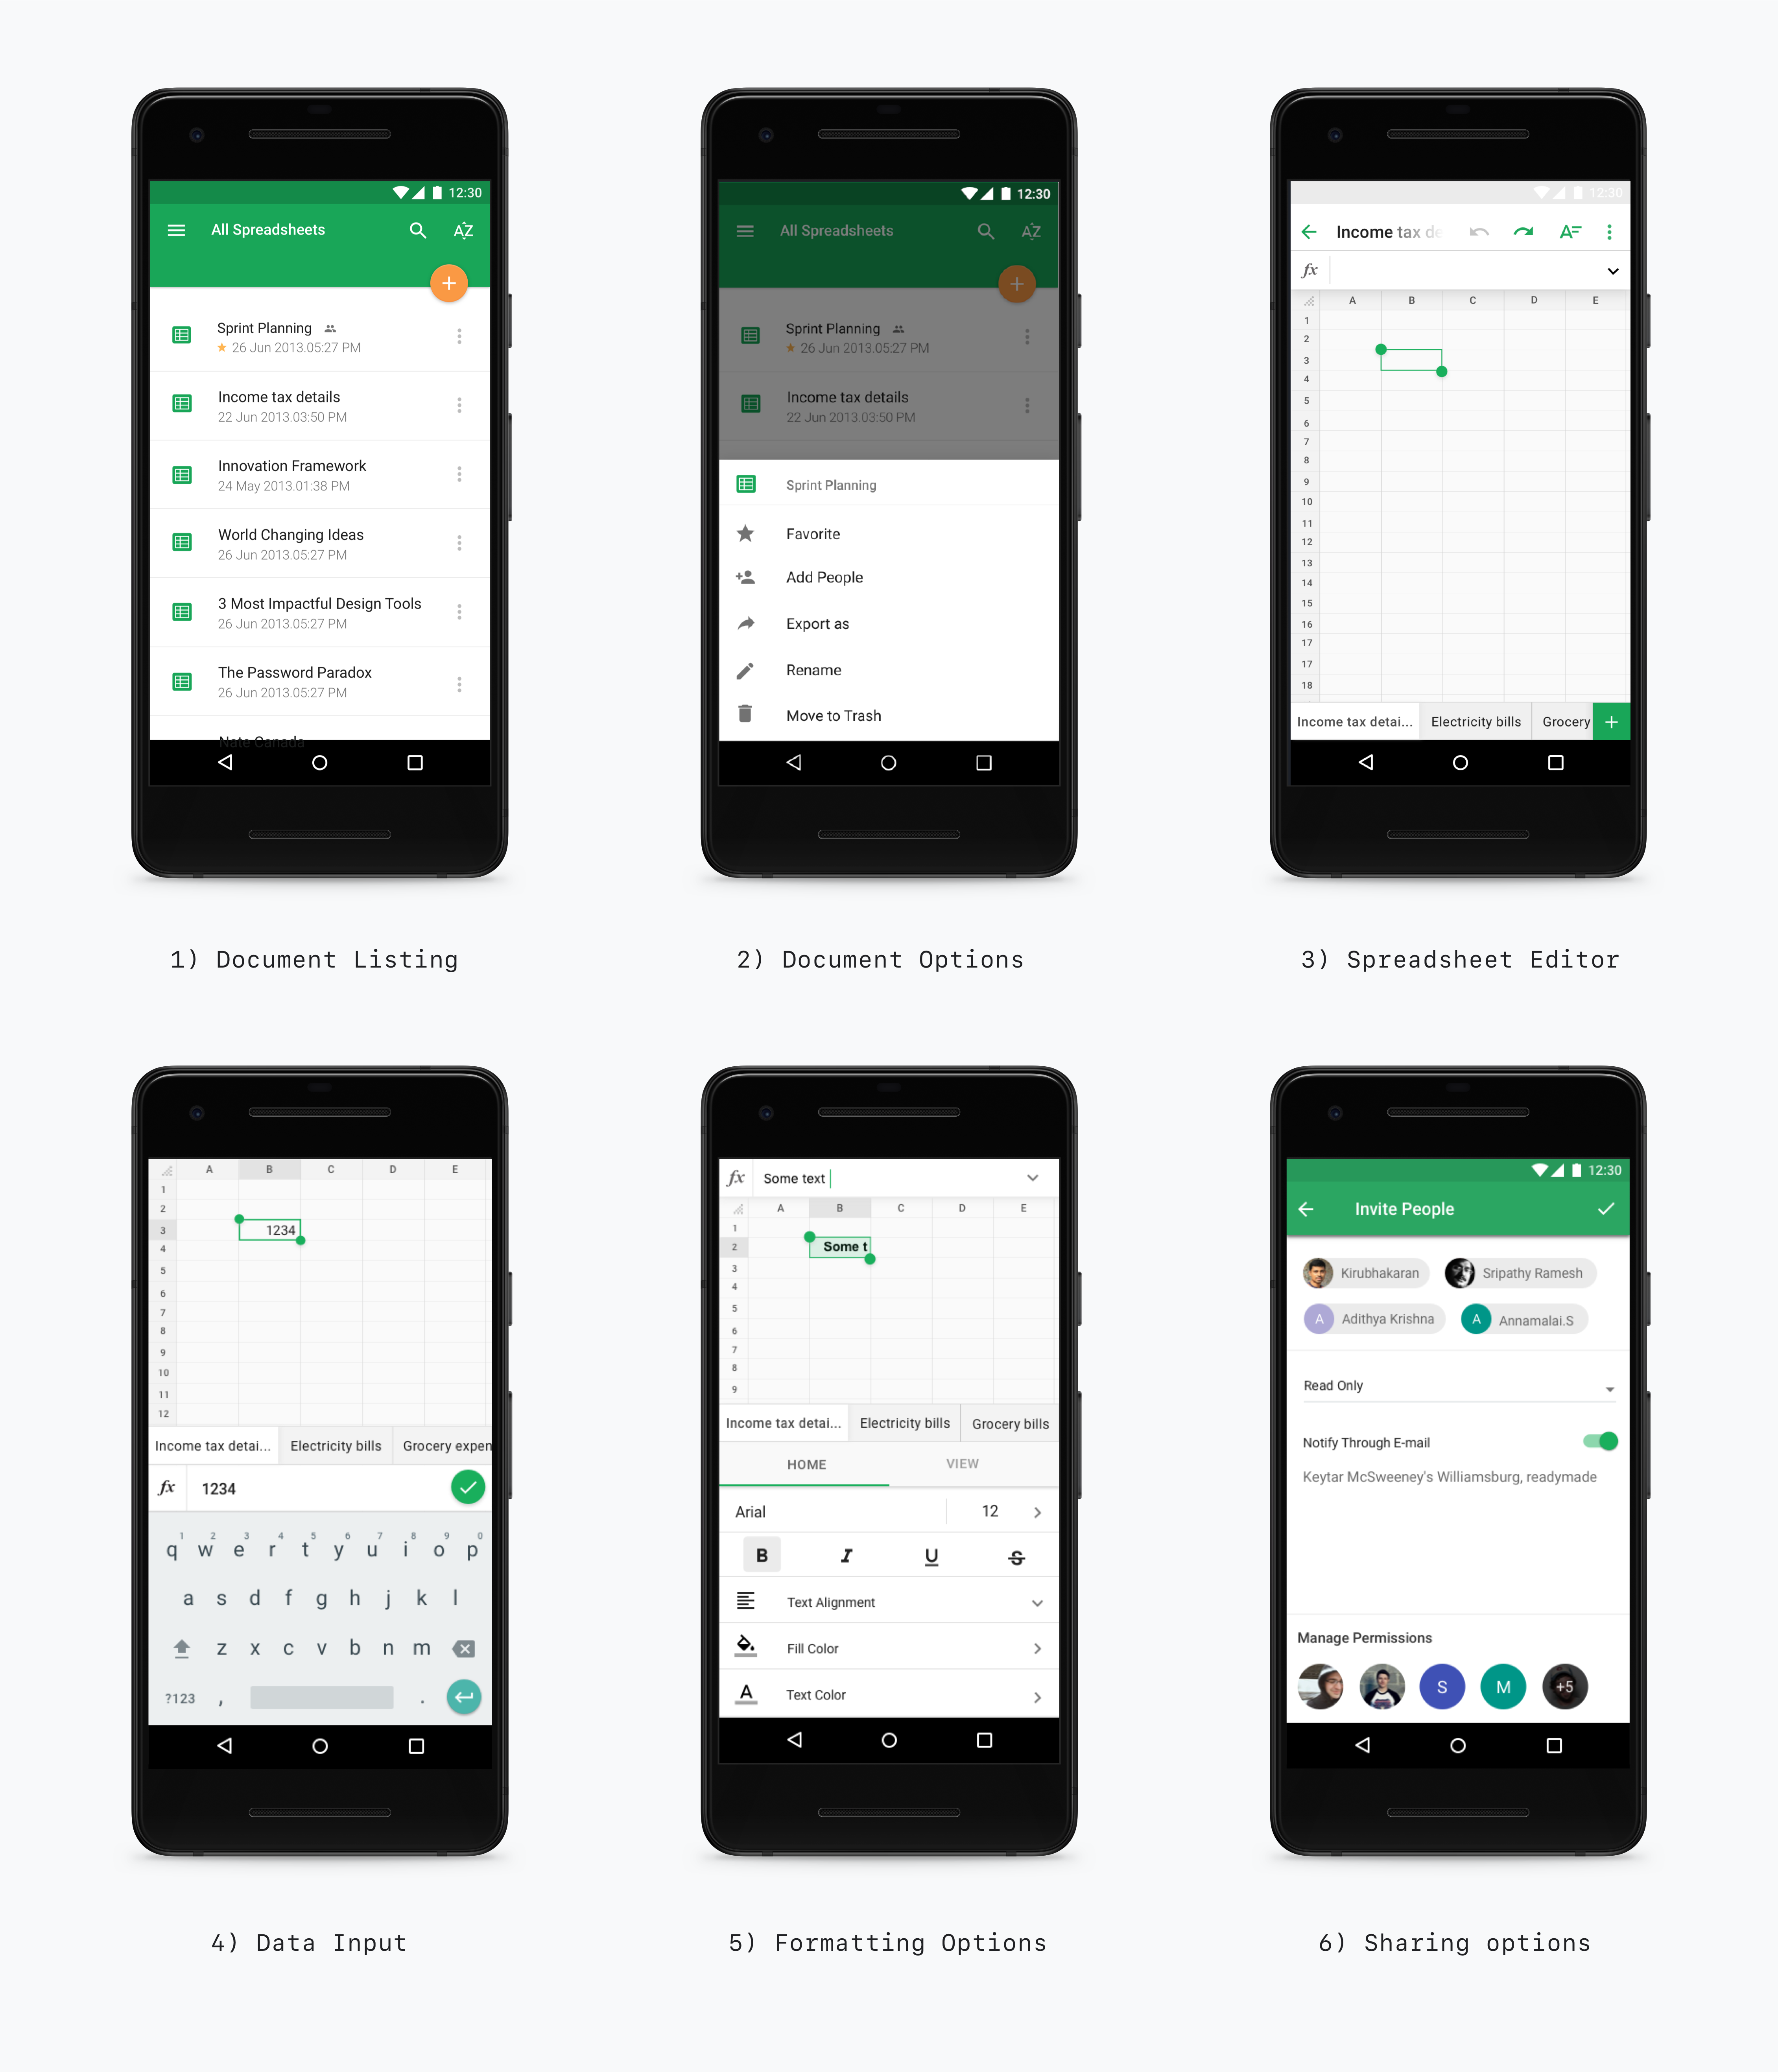 12:30
All Spreadsheets
AZ
Sprint Planning
26 Jun 2013.05:27 PM
Income tax details
22 Jun 2013.03:50 PM
Innovation Framework
24 May 2013.01:38 PM
World Changing Ideas
26 Jun 2013.05:27 PM
3 Most Impactful Design Tools
26 Jun 2013.05:27 PM
The Password Paradox
26 Jun 2013.05:27 PM
Nate Canada
1) Document Listing
12:30
All Spreadsheets
AZ
Sprint Planning
26 Jun 2013.05:27 PM
Income tax details
22 Jun 2013.03:50 PM
Sprint Planning
Favorite
Add People
Export as
Rename
Move to Trash
2) Document Options
12:30
Income tax de
A
fx
A B C D E
1
2
3
4
5
6
7
8
9
10
11
12
13
14
15
16
17
17
18
Income tax detai... Electricity bills Grocery +
3) Spreadsheet Editor
A B C D E
1
2
3 1234
4
5
6
7
8
9
10
11
12
Income tax detai... Electricity bills Grocery expen
fx 1234
1 2 3 4 5 6 7 8 9 0
q w e r t y u i o p
a s d f g h j k l
z x c v b n m
?123 , .
4) Data Input
fx Some text
A B C D E
1
2 Some t
3
4
5
6
7
8
9
Income tax detai... Electricity bills Grocery bills
HOME VIEW
Arial 12
B I U S
Text Alignment
Fill Color
A Text Color
5) Formatting Options
12:30
Invite People
Kirubhakaran Sripathy Ramesh
A Adithya Krishna A Annamalai.S
Read Only
Notify Through E-mail
Keytar McSweeney's Williamsburg, readymade
Manage Permissions
S M +5
6) Sharing options